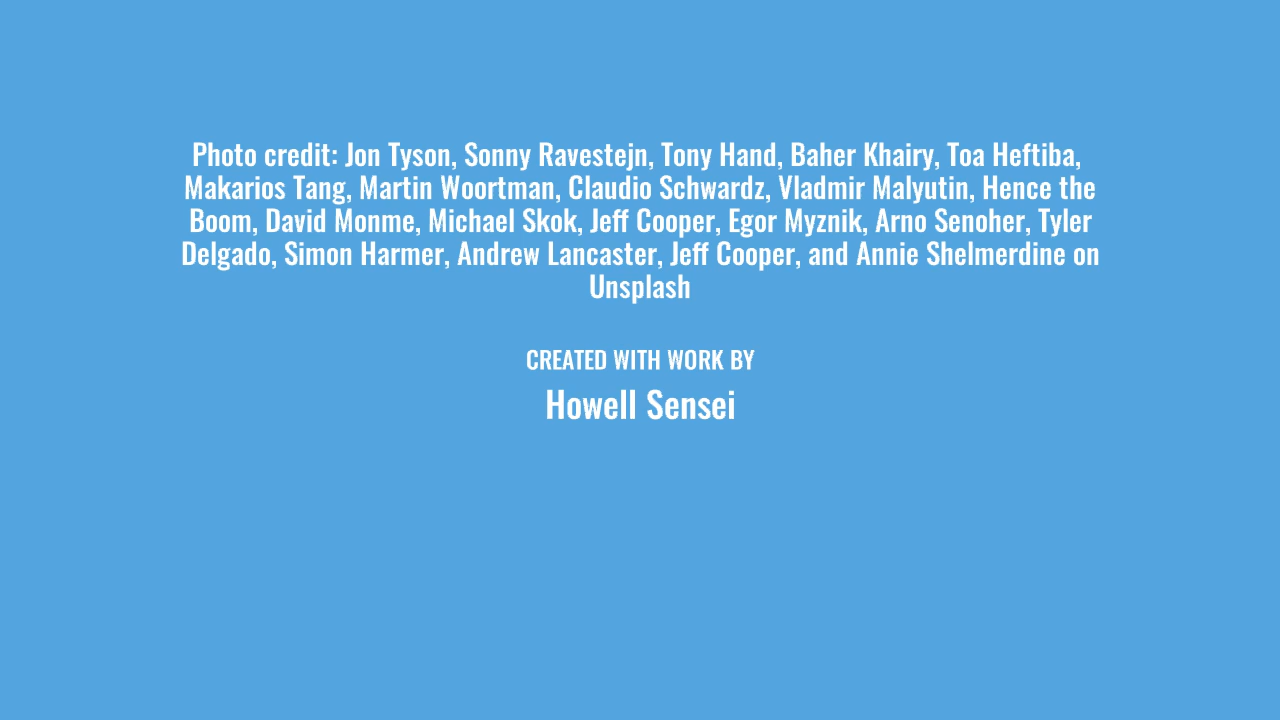 Photo credit: Jon Tyson, Sonny Ravestejn, Tony Hand, Baher Khairy, Toa Heftiba,
Makarios Tang, Martin Woortman, Claudio Schwardz, Vladmir Malyutin, Hence the
Boom, David Monme, Michael Skok, Jeff Cooper, Egor Myznik, Arno Senoher, Tyler
Delgado, Simon Harmer, Andrew Lancaster, Jeff Cooper, and Annie Shelmerdine on
Unsplash
CREATED WITH WORK BY
Howell Sensei